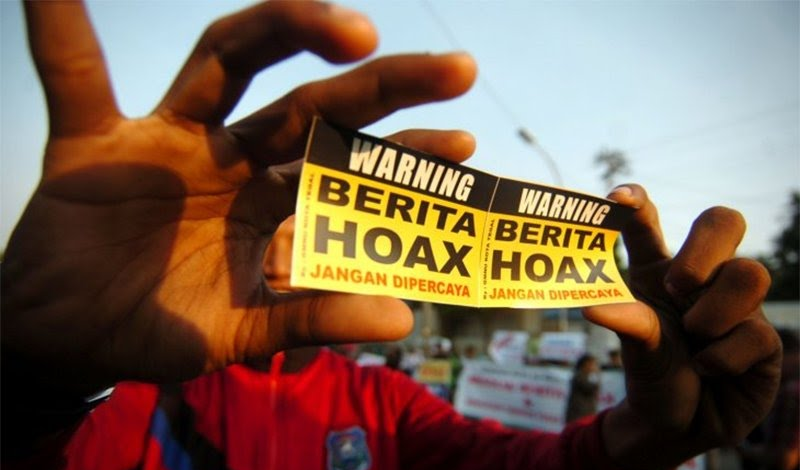 WARNING
BERITA
HOAX
JANGAN DIPERCAYA
WARNING
BERITA
HOAX
JANGAN DIPERCAYA